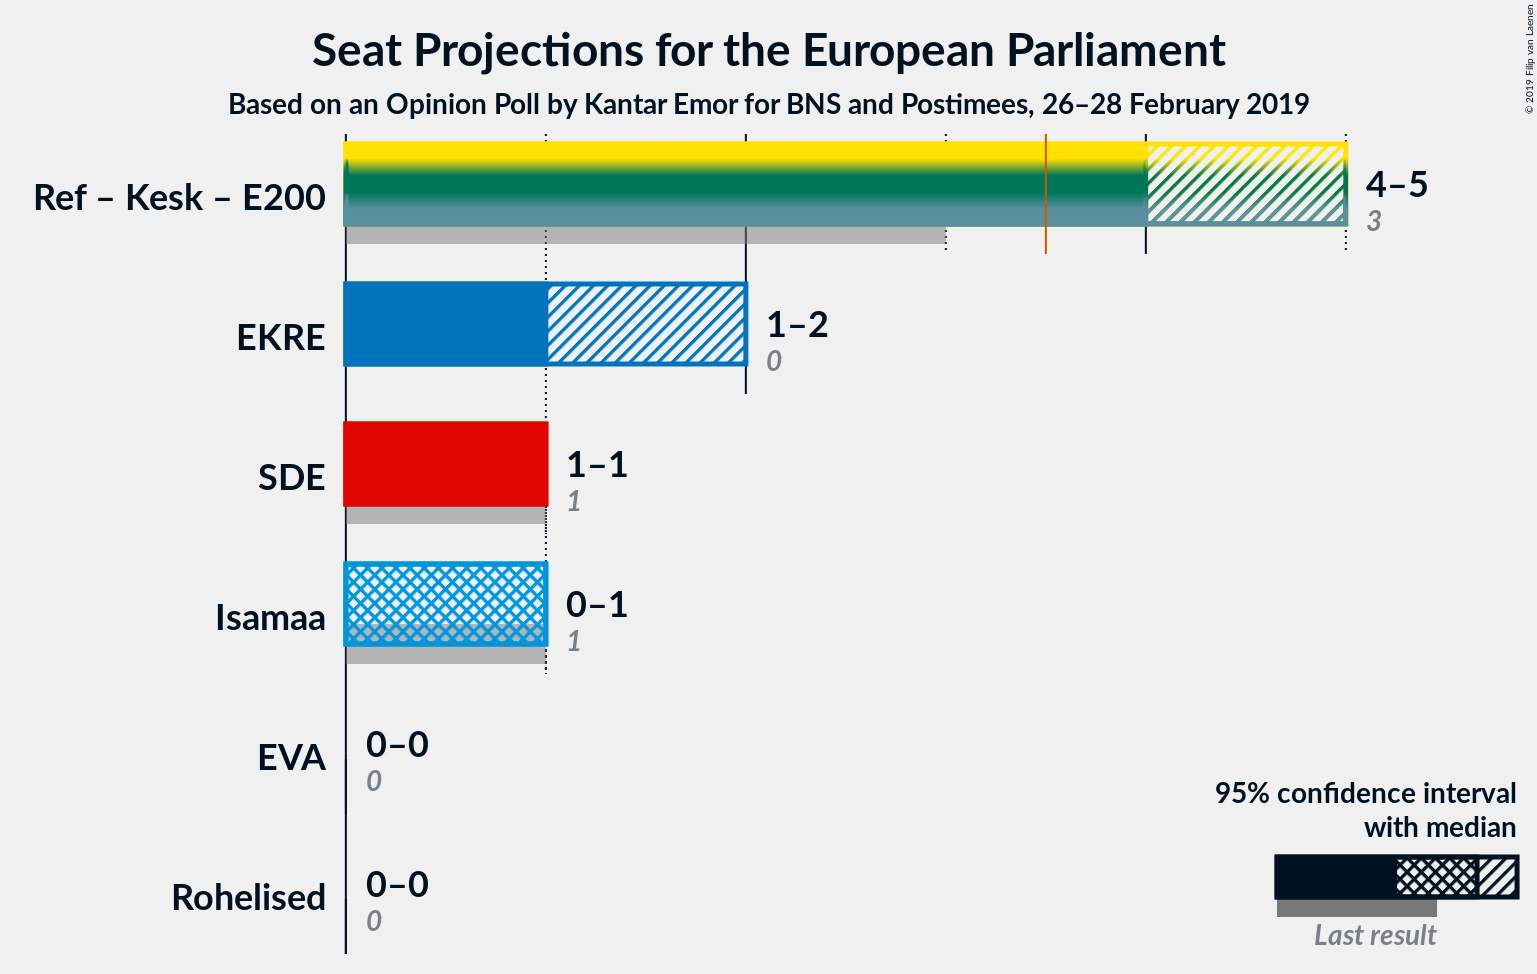 Seat Projections for the European Parliament
Based on an Opinion Poll by Kantar Emor for BNS and Postimees, 26–28 February 2019
© 2019 Filip van Laenen
Ref – Kesk – E200
4–5
3
EKRE
1–2
0
SDE
1–1
1
Isamaa
0–1
1
EVA
0–0
0
Rohelised
0–0
0
95% confidence interval
with median
Last result